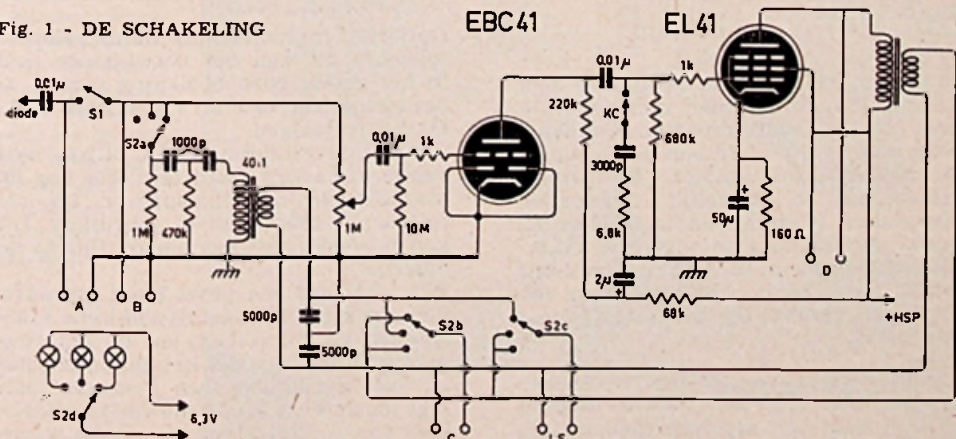 Fig. 1 - DE SCHAKELING
EBC41
EL41
0.01µ
diode
S1
S2a
1000p
40:1
1M
470k
0.01µ
1k
1M
10M
220k
0.01µ
KC
3000p
6,8k
1k
680k
50µ
160Ω
2µ
68k
D
+HSP
A
B
5000p
5000p
S2b
S2c
S2d
6,3V
C
LS